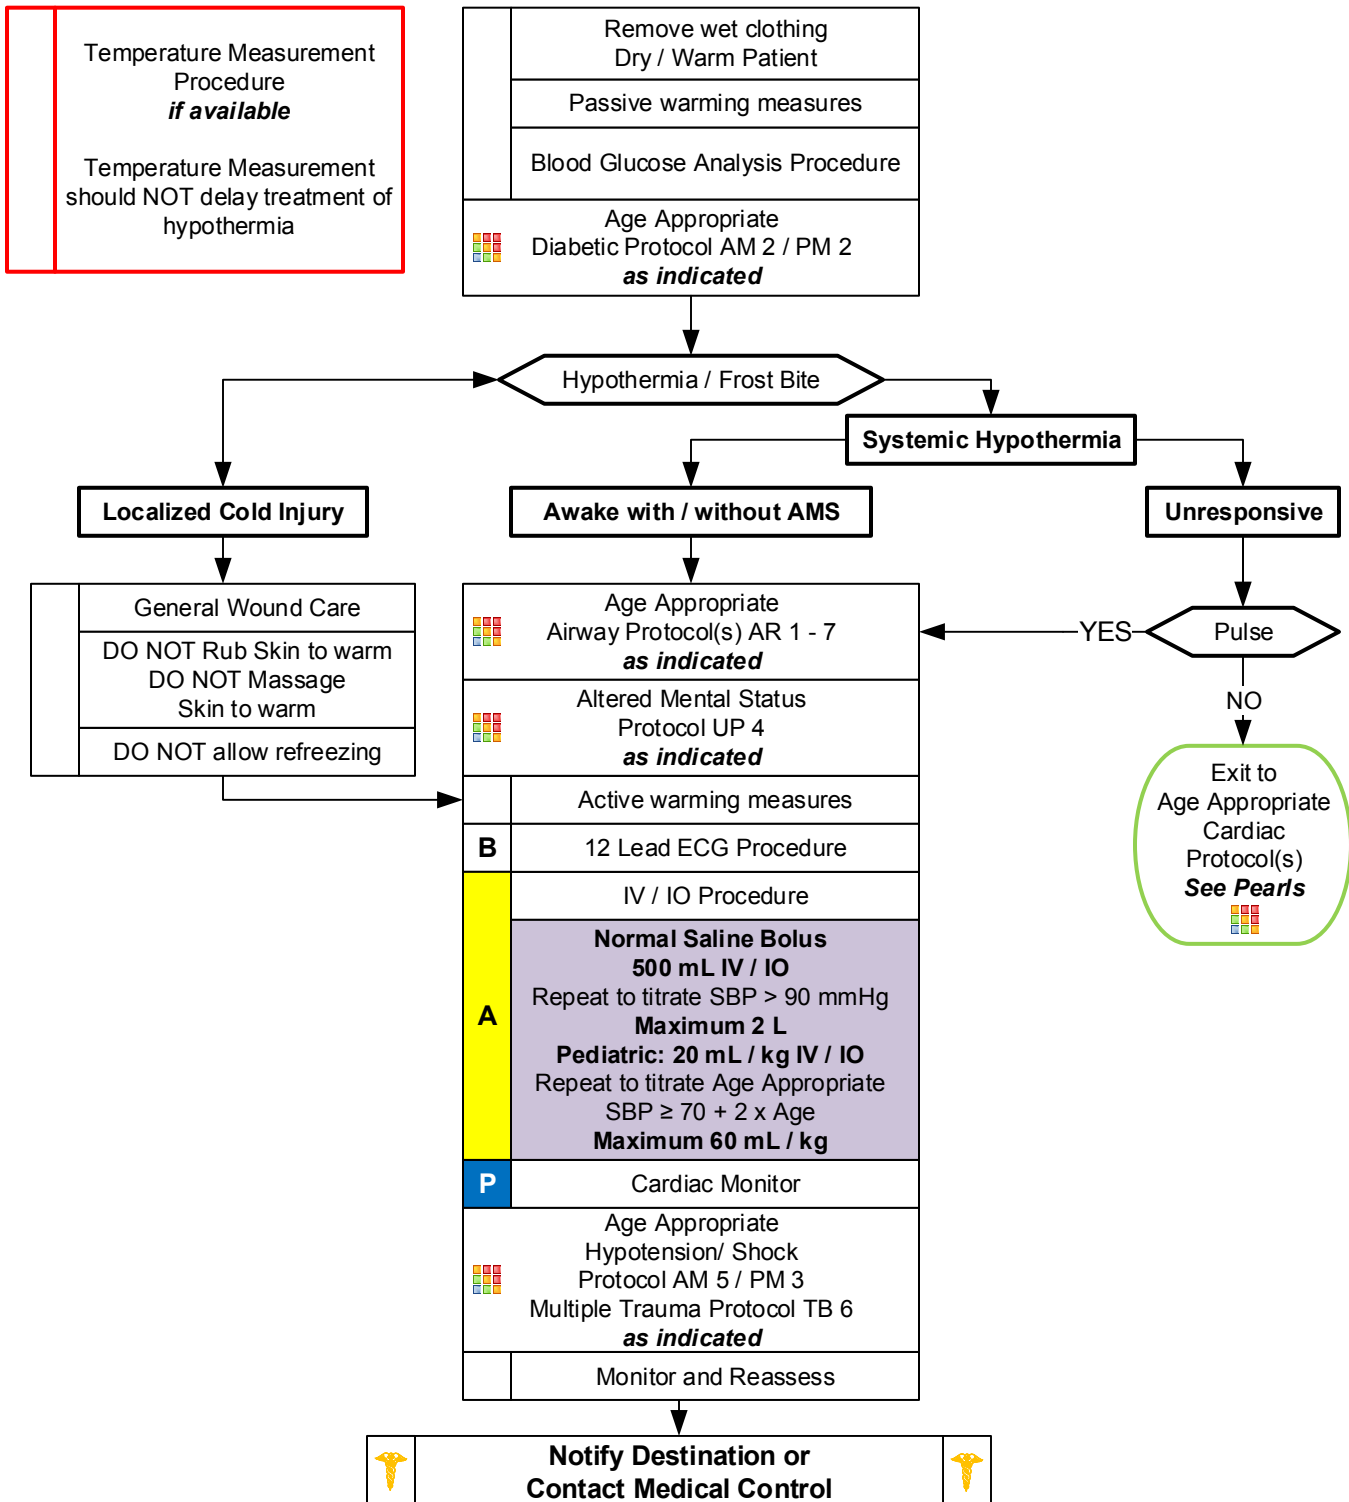 Temperature Measurement
Procedure
if available
Temperature Measurement
should NOT delay treatment of
hypothermia
Remove wet clothing
Dry / Warm Patient
Passive warming measures
Blood Glucose Analysis Procedure
Age Appropriate
Diabetic Protocol AM 2 / PM 2
as indicated
Hypothermia / Frost Bite
Systemic Hypothermia
Localized Cold Injury
Awake with / without AMS
Unresponsive
General Wound Care
DO NOT Rub Skin to warm
DO NOT Massage
Skin to warm
DO NOT allow refreezing
Age Appropriate
Airway Protocol(s) AR 1 - 7
as indicated
YES
Pulse
NO
Altered Mental Status
Protocol UP 4
as indicated
Exit to
Age Appropriate
Cardiac
Protocol(s)
See Pearls
Active warming measures
B
12 Lead ECG Procedure
A
IV / IO Procedure
Normal Saline Bolus
500 mL IV / IO
Repeat to titrate SBP > 90 mmHg
Maximum 2 L
Pediatric: 20 mL / kg IV / IO
Repeat to titrate Age Appropriate
SBP ≥ 70 + 2 x Age
Maximum 60 mL / kg
P
Cardiac Monitor
Age Appropriate
Hypotension/ Shock
Protocol AM 5 / PM 3
Multiple Trauma Protocol TB 6
as indicated
Monitor and Reassess
Notify Destination or
Contact Medical Control